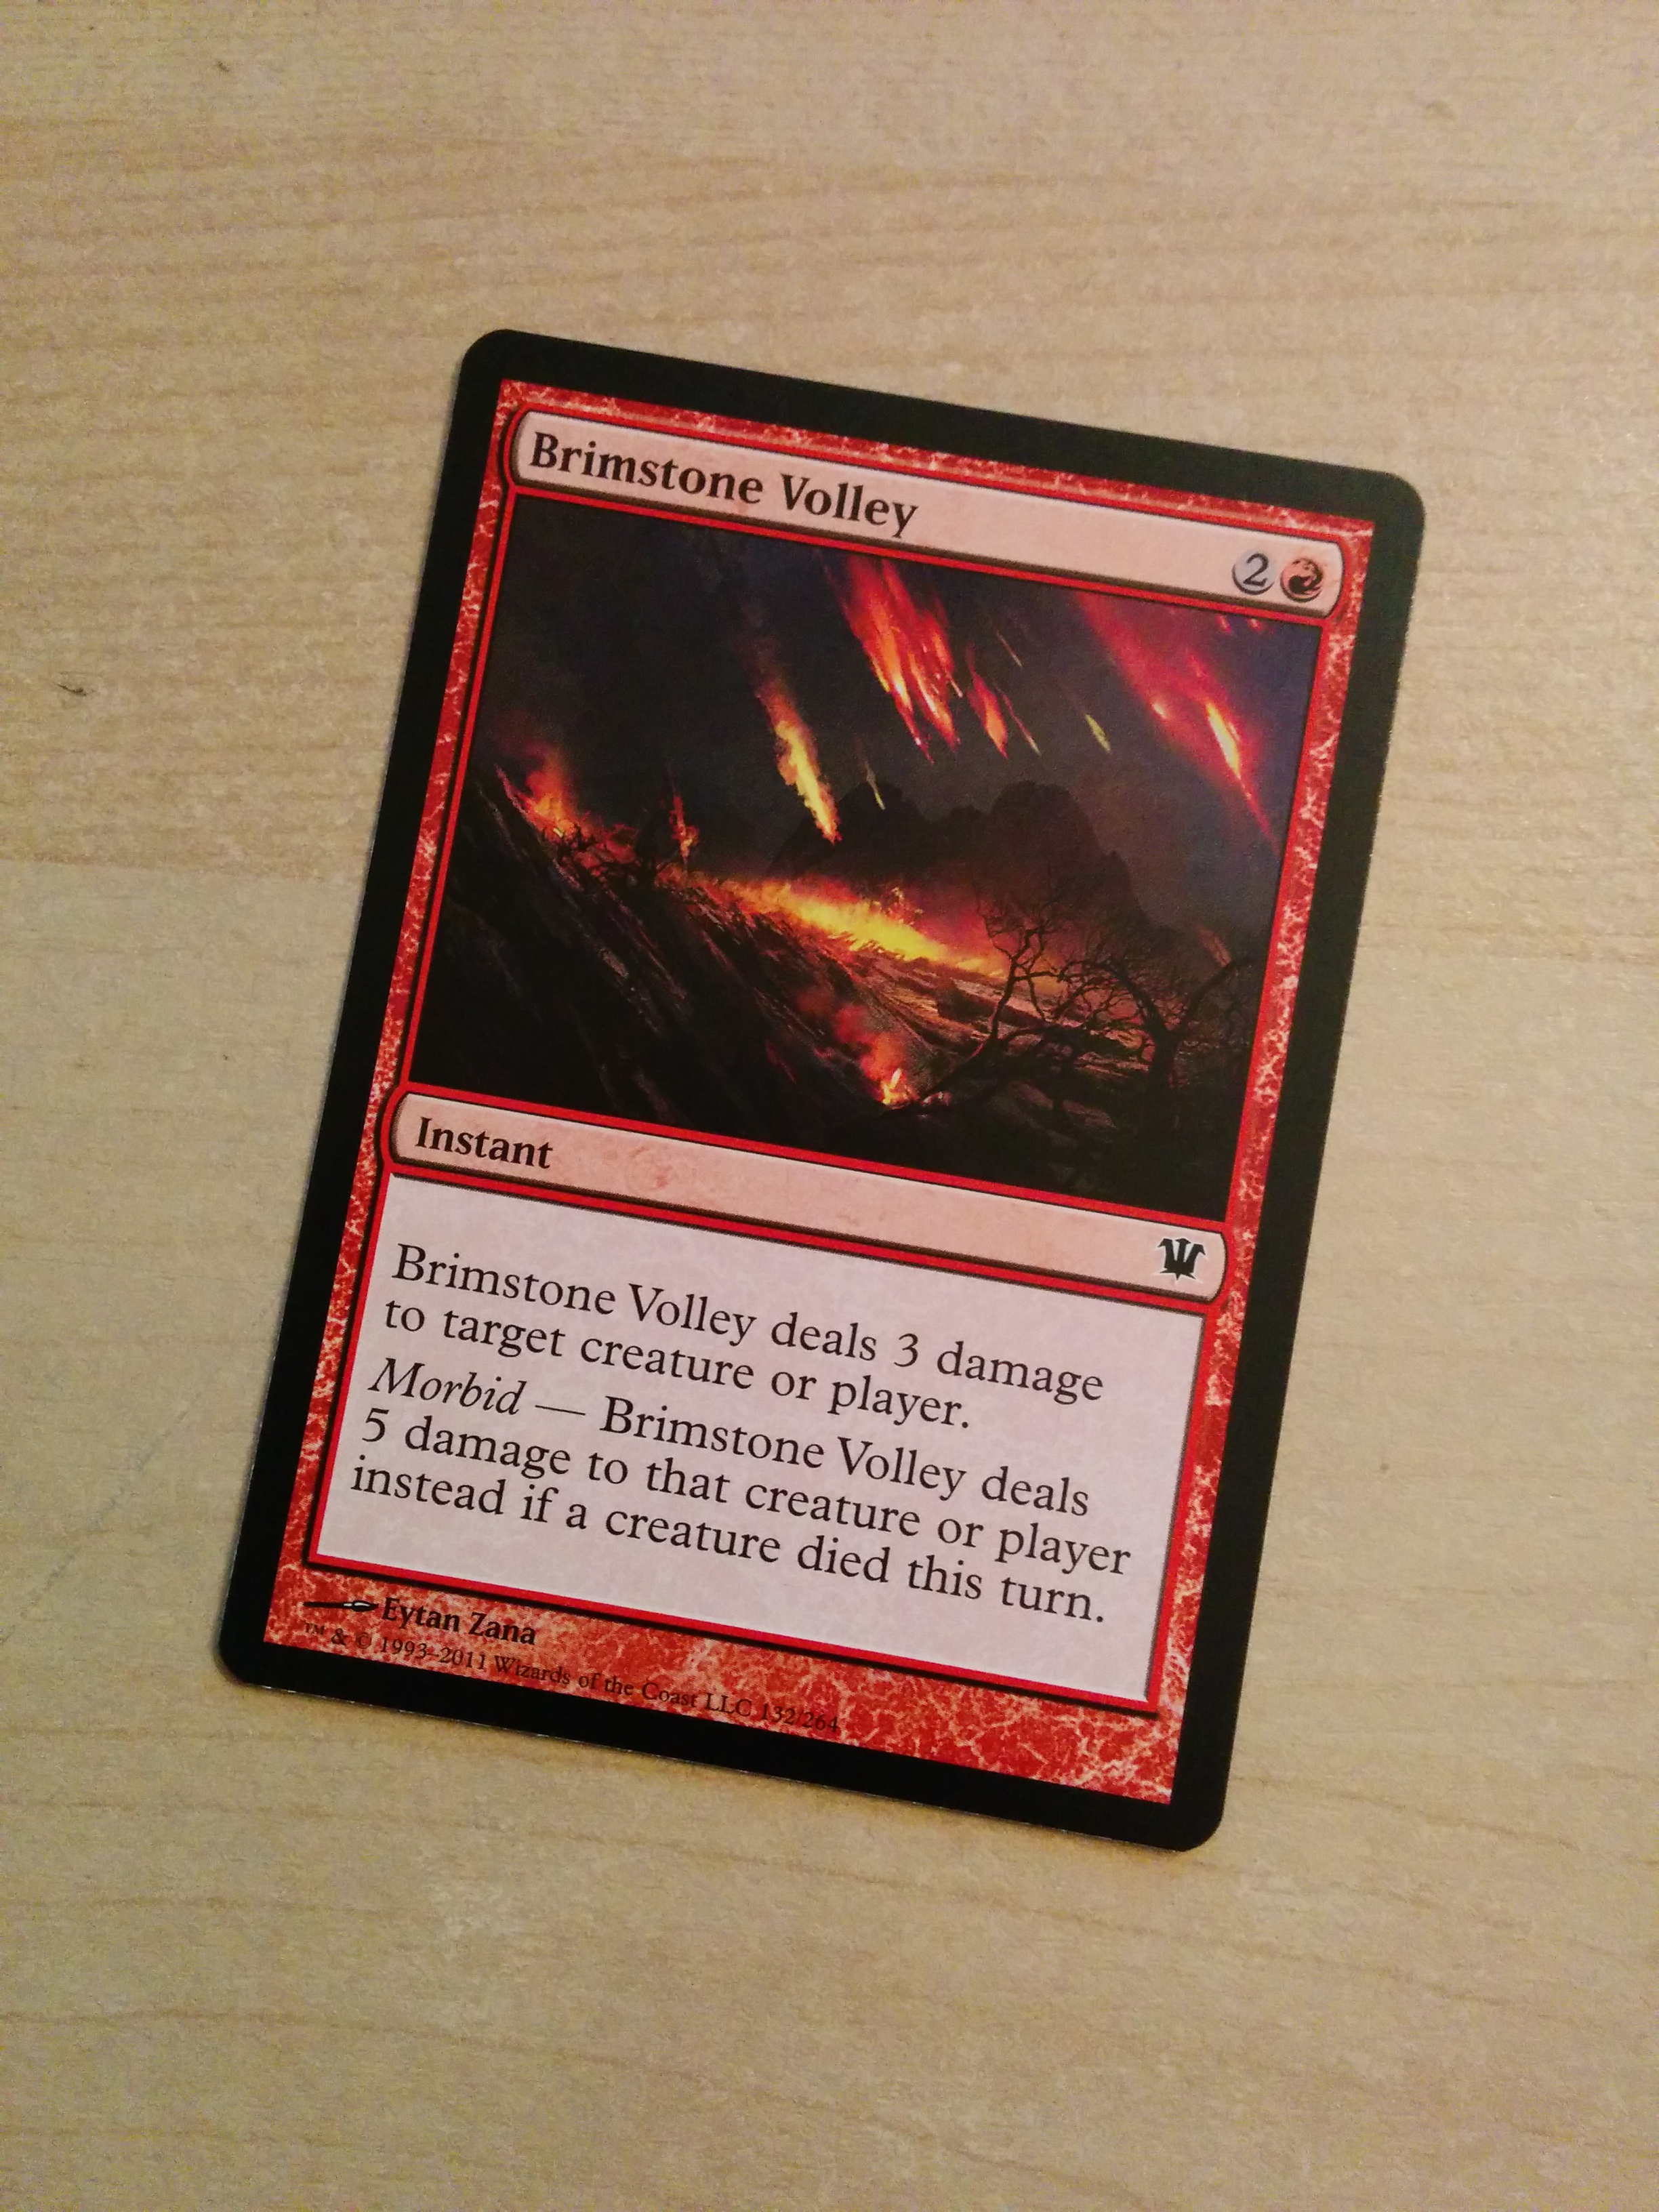 Brimstone Volley
2
Instant
Brimstone Volley deals 3 damage
to target creature or player.
Morbid — Brimstone Volley deals
5 damage to that creature or player
instead if a creature died this turn.
Eytan Zana
™ & © 1993–2011 Wizards of the Coast LLC 132/264